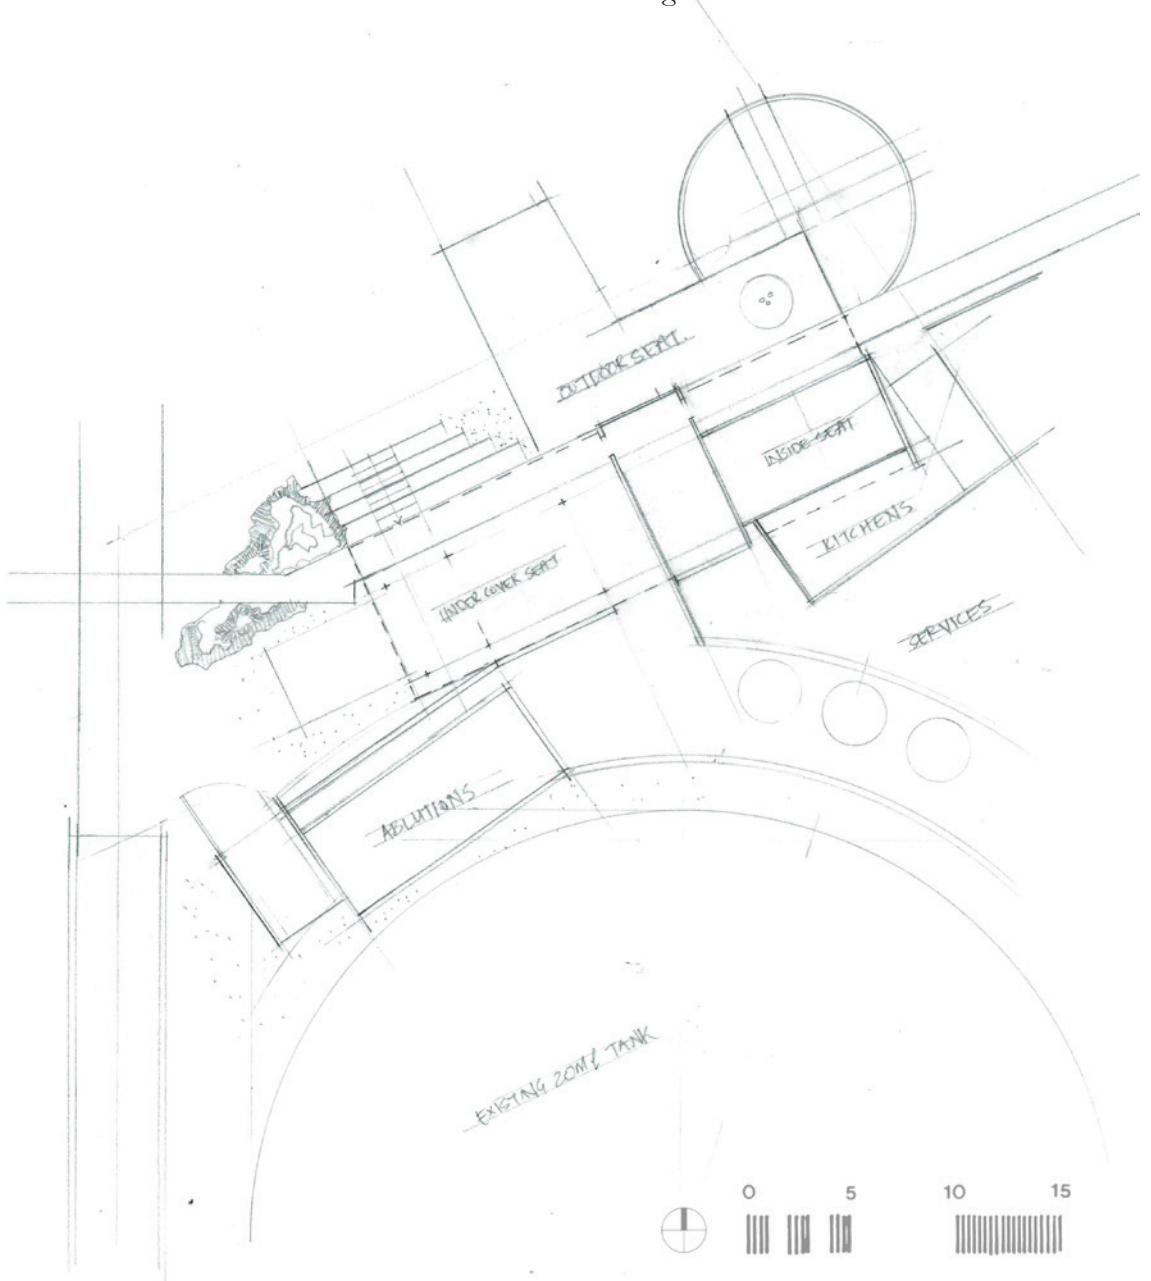 OUTDOOR SEAT.
INSIDE SEAT
KITCHENS
UNDER COVER SEAT
SERVICES
ABLUTIONS
EXISTING 20Mℓ TANK
0 5 10 15